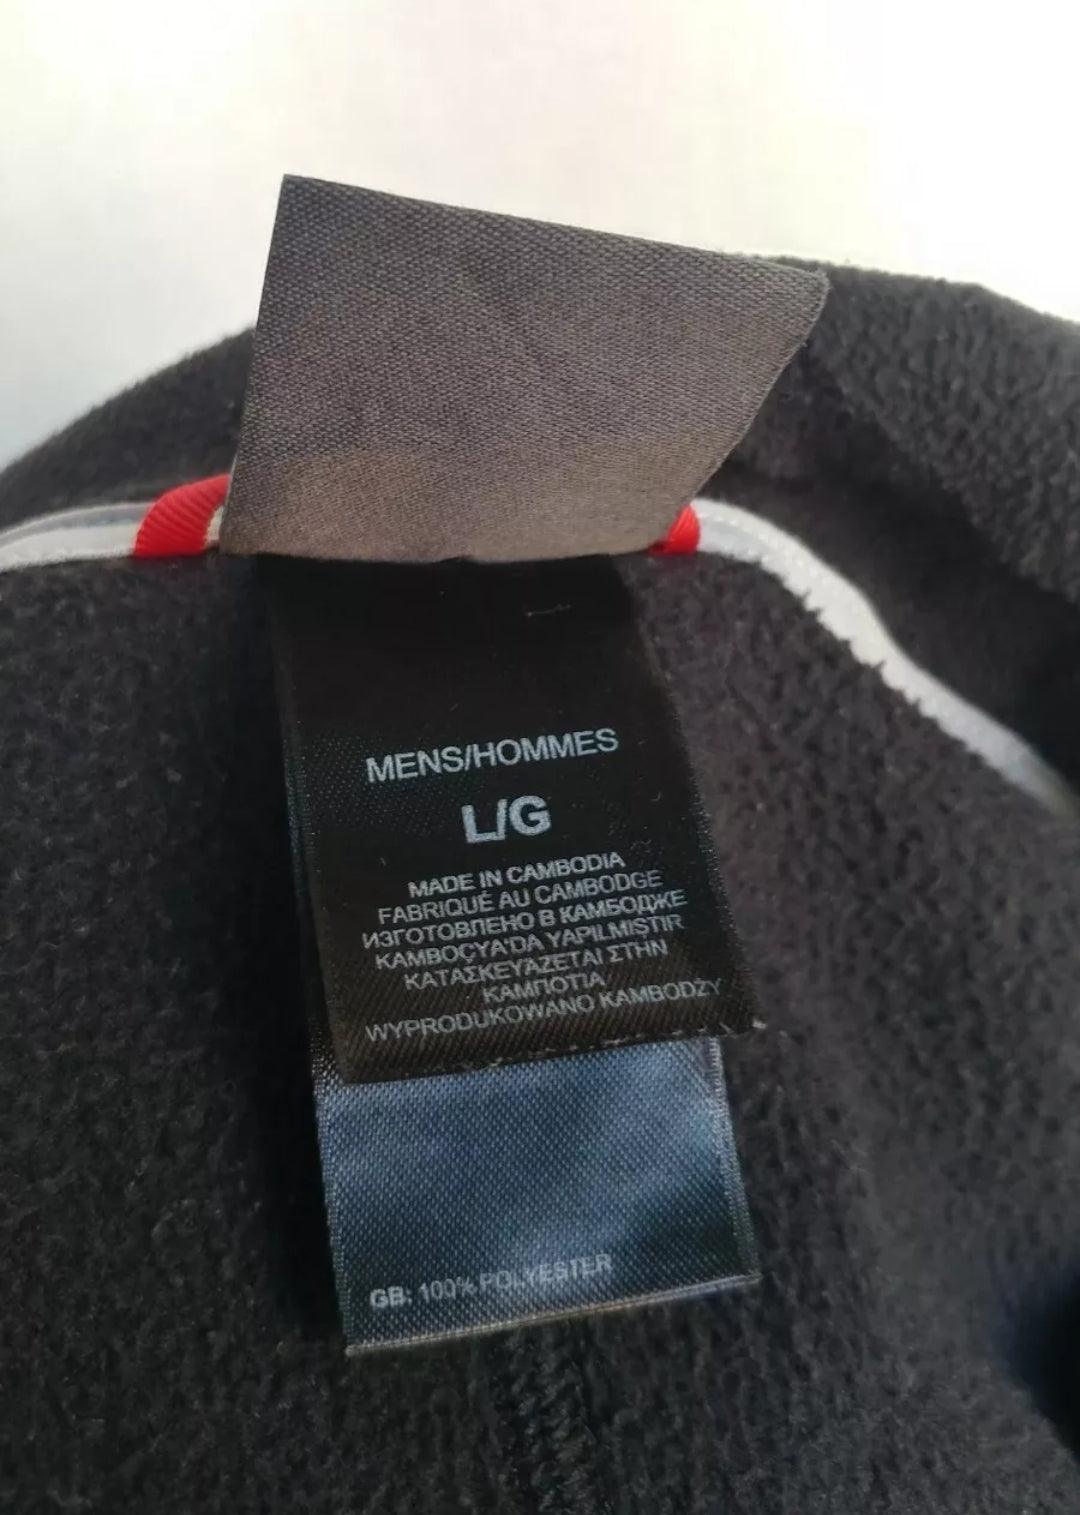 MENS/HOMMES
L/G
MADE IN CAMBODIA
FABRIQUÉ AU CAMBODGE
ИЗГОТОВЛЕНО В КАМБОДЖЕ
KAMBOÇYA'DA YAPILMIŞTIR
ΚΑΤΑΣΚΕΥΑΖΕΤΑΙ ΣΤΗΝ
ΚΑΜΠΟΤΙΑ
WYPRODUKOWANO KAMBODŻY
GB: 100% POLYESTER